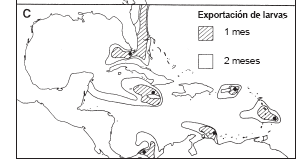 C
Exportación de larvas
1 mes
2 meses